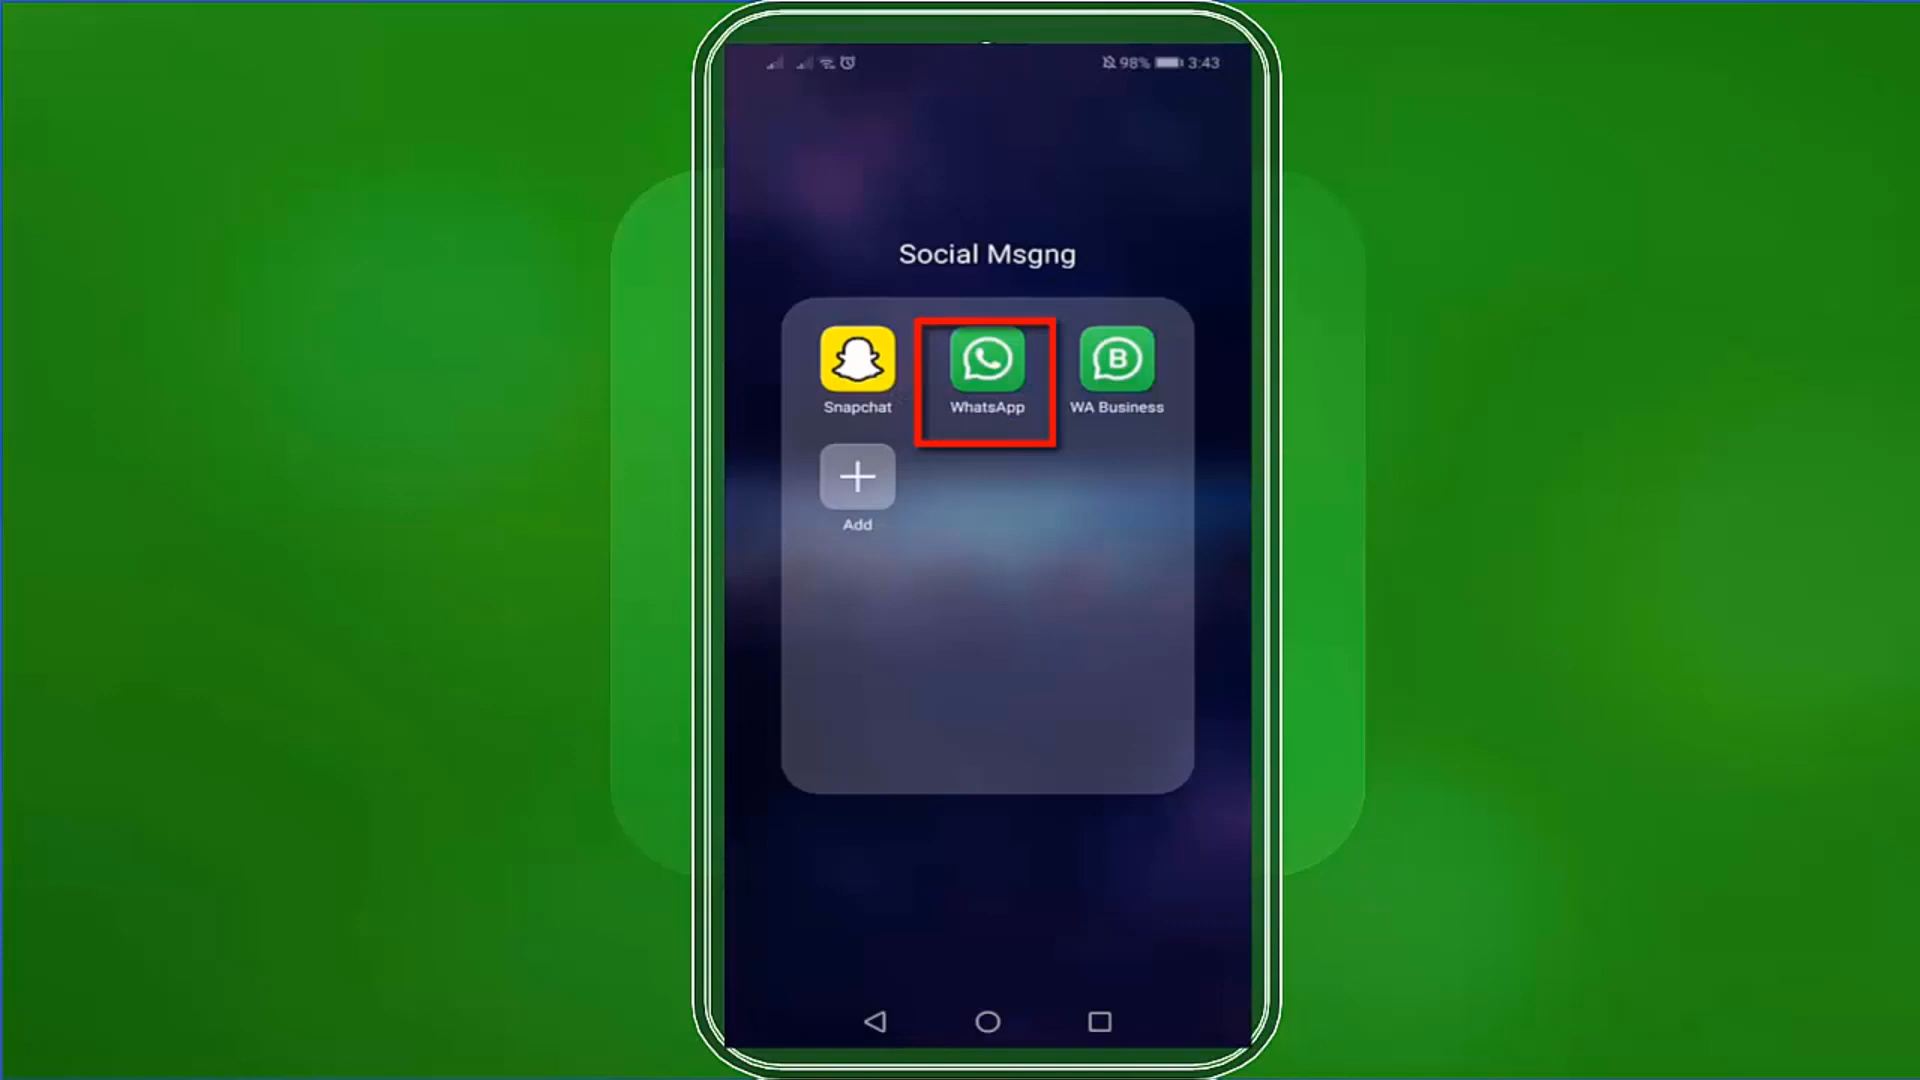 98% 3:43
Social Msgng
Snapchat
WhatsApp
B
WA Business
Add